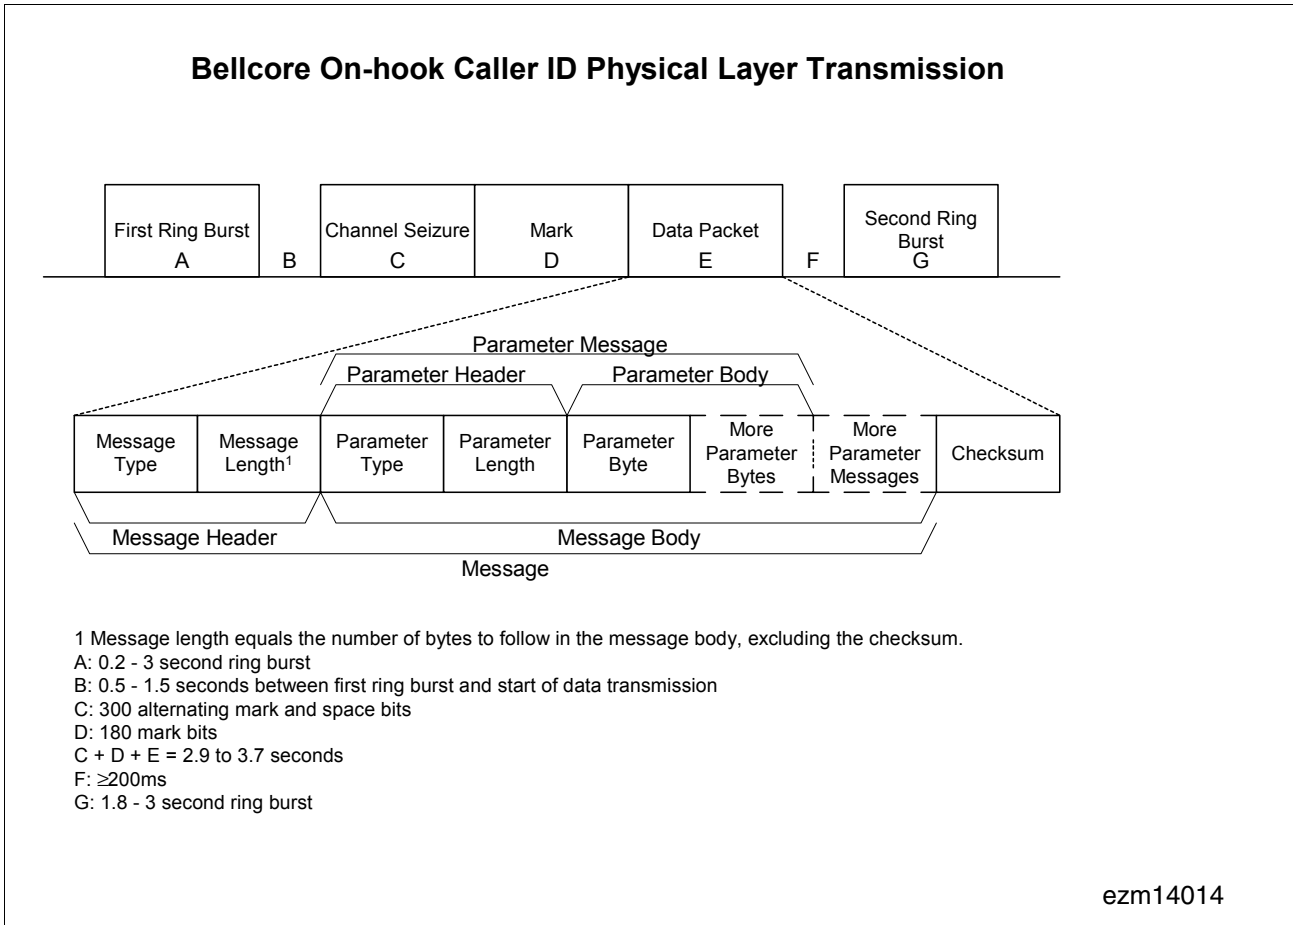 Bellcore On-hook Caller ID Physical Layer Transmission
First Ring Burst
A
B
Channel Seizure
C
Mark
D
Data Packet
E
F
Second Ring
Burst
G
Parameter Message
Parameter Header
Parameter Body
Message
Type
Message
Length1
Parameter
Type
Parameter
Length
Parameter
Byte
More
Parameter
Bytes
More
Parameter
Messages
Checksum
Message Header
Message Body
Message
1 Message length equals the number of bytes to follow in the message body, excluding the checksum.
A: 0.2 - 3 second ring burst
B: 0.5 - 1.5 seconds between first ring burst and start of data transmission
C: 300 alternating mark and space bits
D: 180 mark bits
C + D + E = 2.9 to 3.7 seconds
F: ≥200ms
G: 1.8 - 3 second ring burst
ezm14014